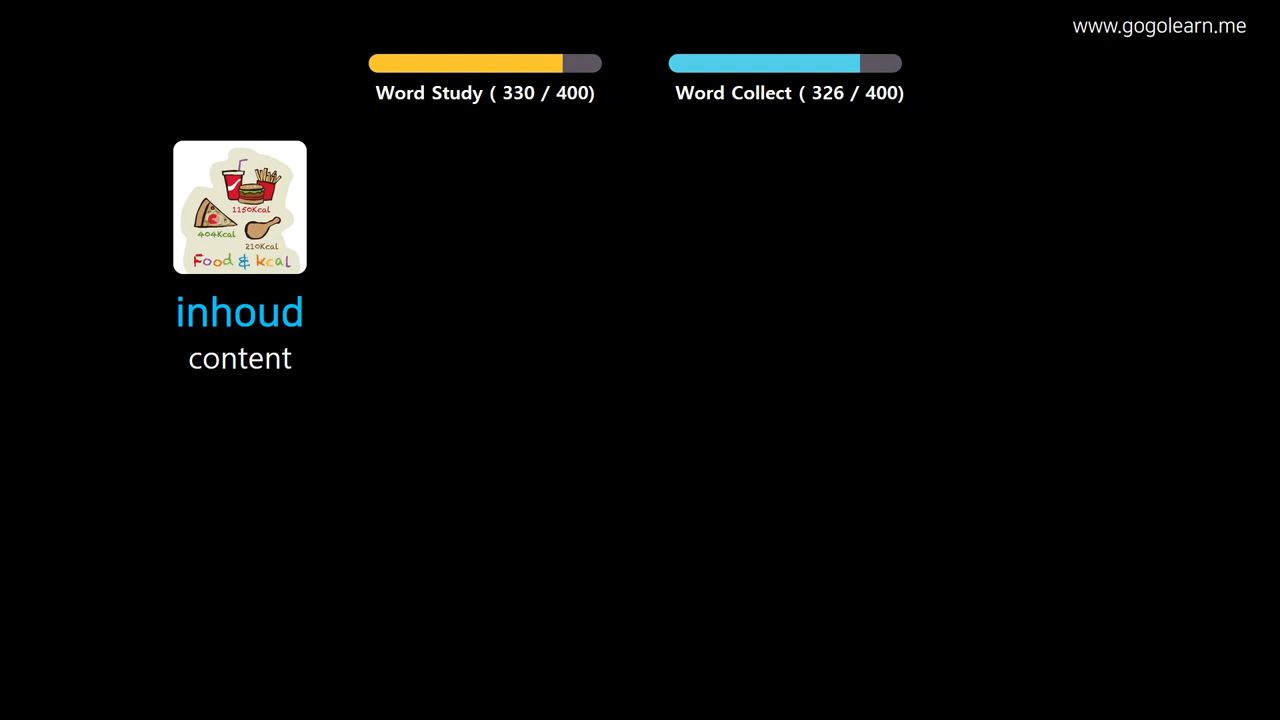 www.gogolearn.me
Word Study ( 330 / 400)
Word Collect ( 326 / 400)
1150Kcal
404Kcal
210Kcal
Food & kcal
inhoud
content